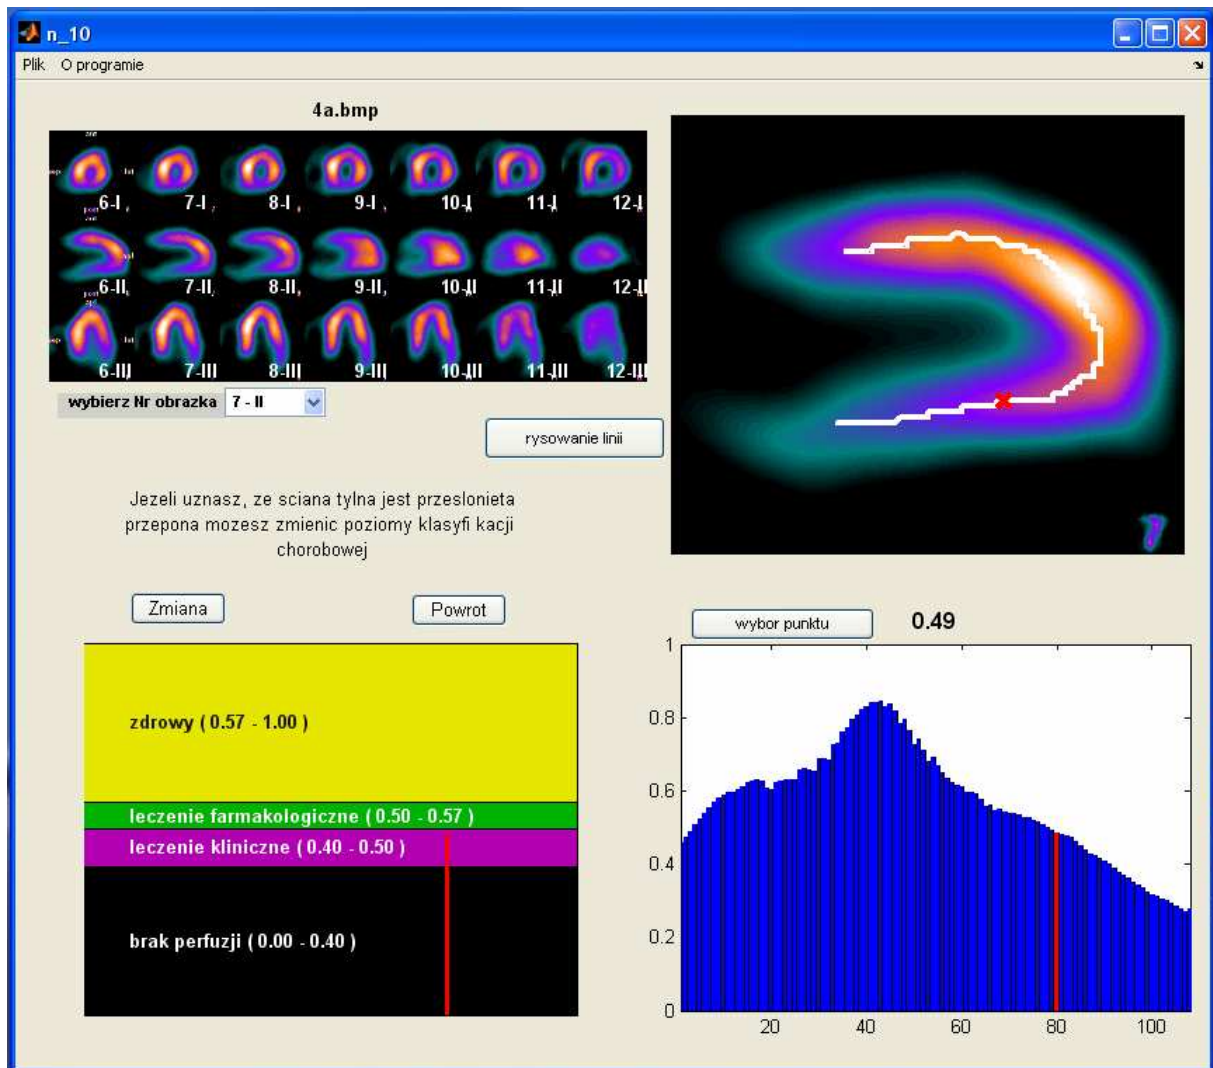 n_10
Plik O programie
4a.bmp
6-I 7-I 8-I 9-I 10-I 11-I 12-I
6-II 7-II 8-II 9-II 10-II 11-II 12-II
6-III 7-III 8-III 9-III 10-III 11-III 12-III
wybierz Nr obrazka 7 - II
rysowanie linii
Jezeli uznasz, ze sciana tylna jest przeslonieta
przepona mozesz zmienic poziomy klasyfi kacji
chorobowej
Zmiana Powrot
zdrowy ( 0.57 - 1.00 )
leczenie farmakologiczne ( 0.50 - 0.57 )
leczenie kliniczne ( 0.40 - 0.50 )
brak perfuzji ( 0.00 - 0.40 )
wybor punktu 0.49
1
0.8
0.6
0.4
0.2
0
20 40 60 80 100